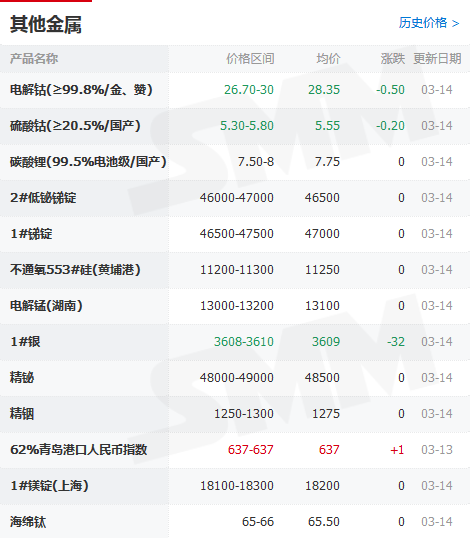 其他金属 历史价格 >
产品名称 价格区间 均价 涨跌 更新日期
电解钴(≥99.8%/金、赞) 26.70-30 28.35 -0.50 03-14
硫酸钴(≥20.5%/国产) 5.30-5.80 5.55 -0.20 03-14
碳酸锂(99.5%电池级/国产) 7.50-8 7.75 0 03-14
2#低铋锑锭 46000-47000 46500 0 03-14
1#锑锭 46500-47500 47000 0 03-14
不通氧553#硅(黄埔港) 11200-11300 11250 0 03-14
电解锰(湖南) 13000-13200 13100 0 03-14
1#银 3608-3610 3609 -32 03-14
精铋 48000-49000 48500 0 03-14
精铟 1250-1300 1275 0 03-14
62%青岛港口人民币指数 637-637 637 +1 03-13
1#镁锭(上海) 18100-18300 18200 0 03-14
海绵钛 65-66 65.50 0 03-14
SMM
SMM